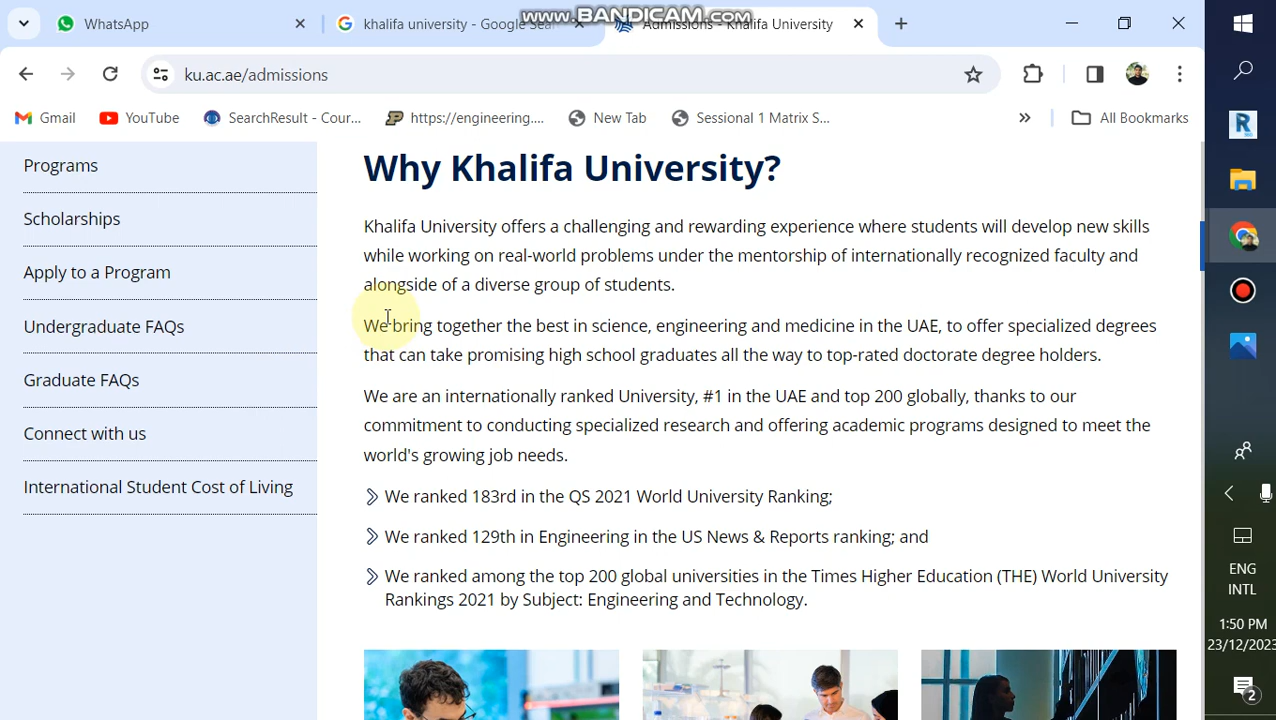 WhatsApp
khalifa university - Google Sea
www.BANDICAM.com
Admissions - Khalifa University
ku.ac.ae/admissions
Gmail
YouTube
SearchResult - Cour...
https://engineering....
New Tab
Sessional 1 Matrix S...
All Bookmarks
Programs
Scholarships
Apply to a Program
Undergraduate FAQs
Graduate FAQs
Connect with us
International Student Cost of Living
Why Khalifa University?
Khalifa University offers a challenging and rewarding experience where students will develop new skills
while working on real-world problems under the mentorship of internationally recognized faculty and
alongside of a diverse group of students.
We bring together the best in science, engineering and medicine in the UAE, to offer specialized degrees
that can take promising high school graduates all the way to top-rated doctorate degree holders.
We are an internationally ranked University, #1 in the UAE and top 200 globally, thanks to our
commitment to conducting specialized research and offering academic programs designed to meet the
world's growing job needs.
We ranked 183rd in the QS 2021 World University Ranking;
We ranked 129th in Engineering in the US News & Reports ranking; and
We ranked among the top 200 global universities in the Times Higher Education (THE) World University
Rankings 2021 by Subject: Engineering and Technology.
R
ENG
INTL
1:50 PM
23/12/2023
2